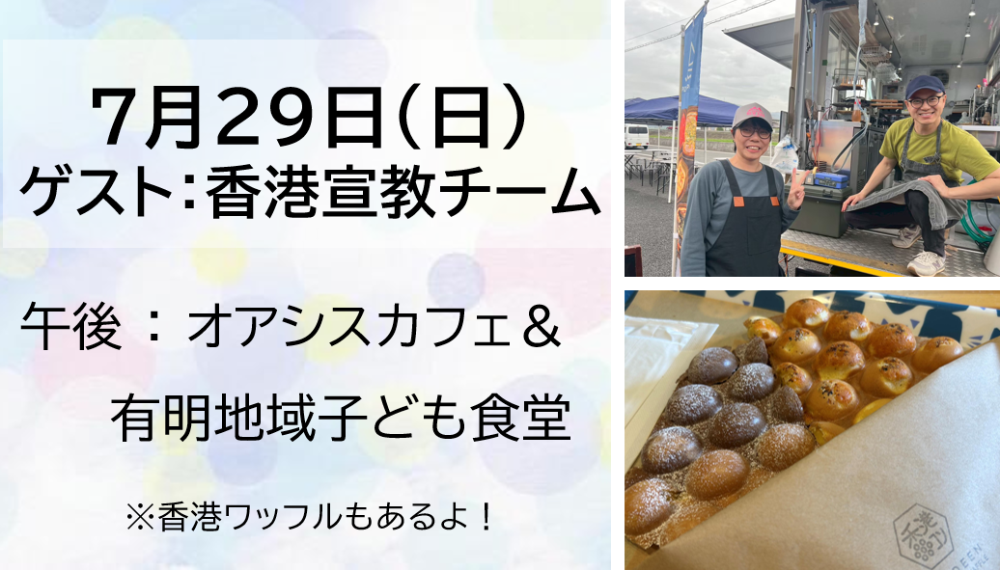 7月29日(日)
ゲスト:香港宣教チーム
午後 : オアシスカフェ&
有明地域子ども食堂
※香港ワッフルもあるよ!